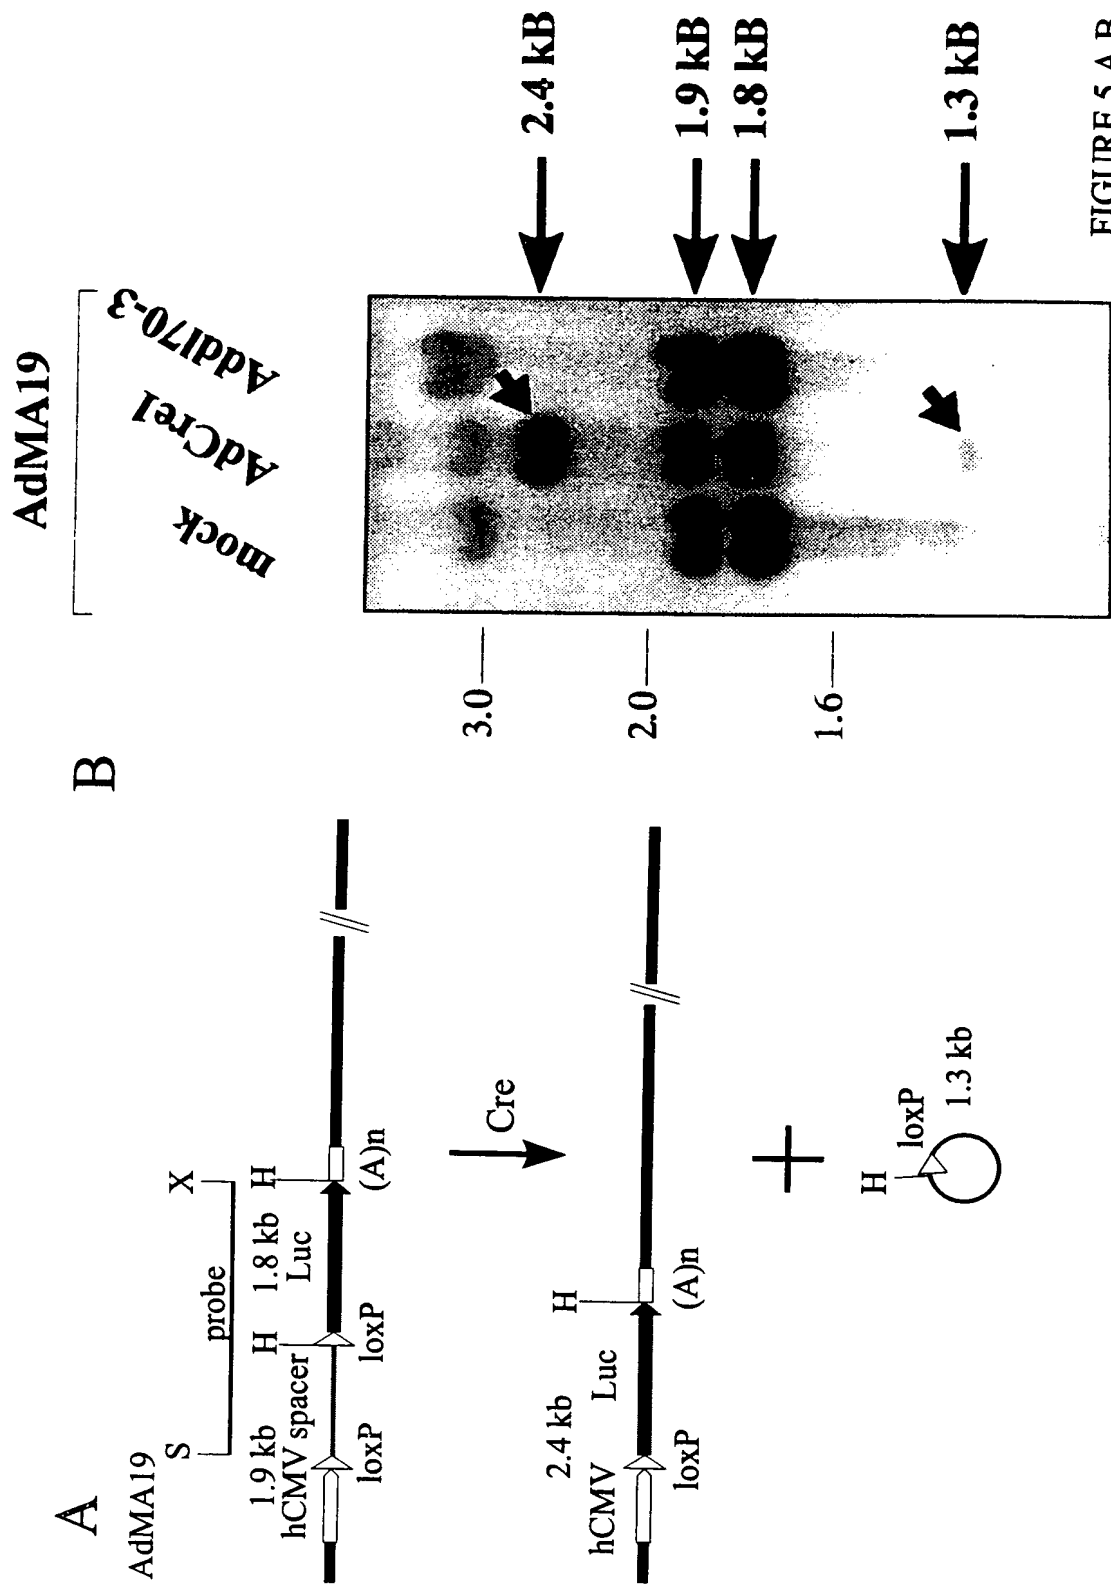 A
AdMA19
S
probe
X
1.9 kb
H
1.8 kb
H
hCMV spacer
Luc
loxP
loxP
(A)n
Cre
2.4 kb
H
hCMV
Luc
loxP
(A)n
+
H
loxP
1.3 kb
B
AdMA19
mock
AdCre1
Addl70-3
3.0
2.0
1.6
2.4 kB
1.9 kB
1.8 kB
1.3 kB
FIGURE 5 A,B